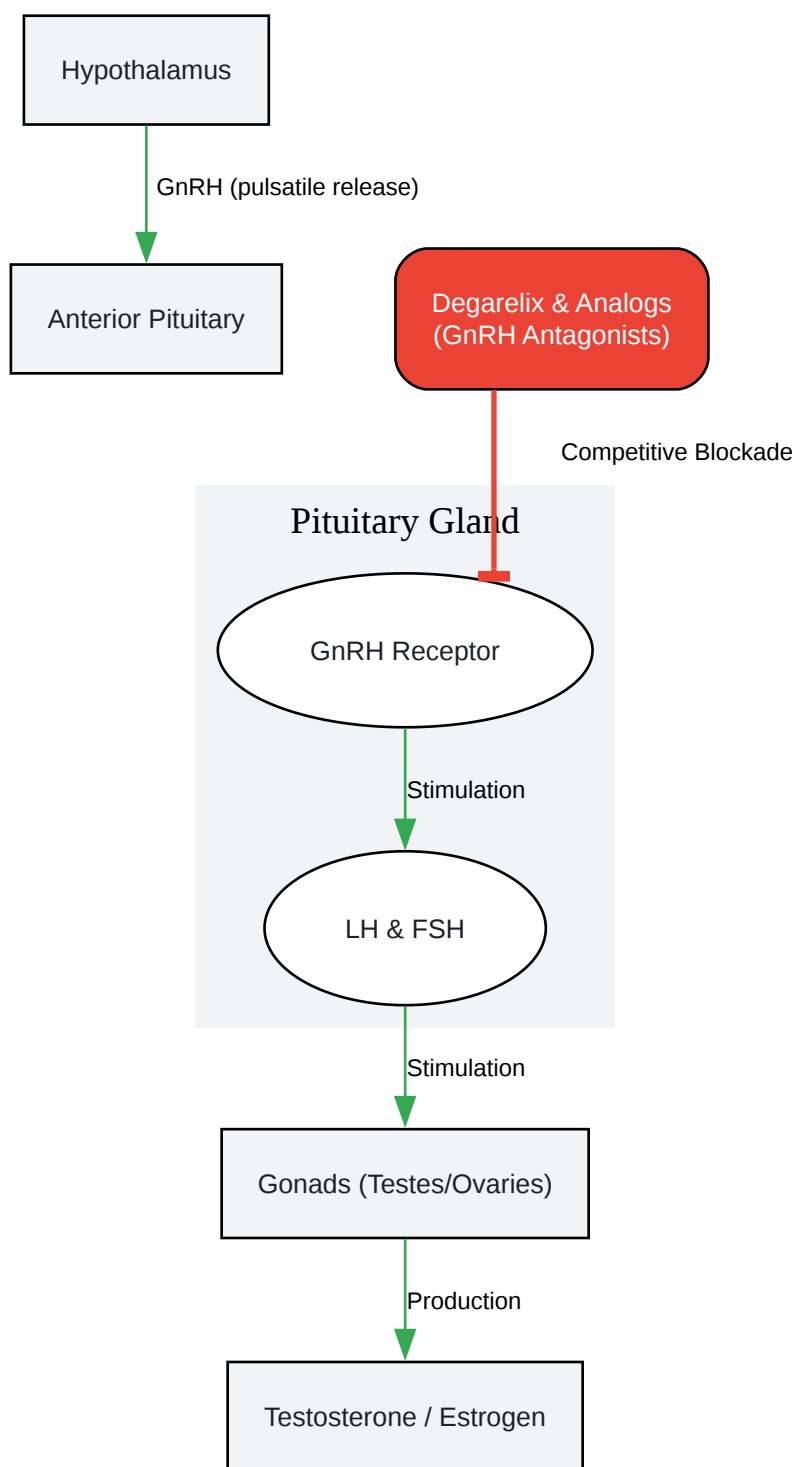 Hypothalamus
GnRH (pulsatile release)
Anterior Pituitary
Degarelix & Analogs
(GnRH Antagonists)
Competitive Blockade
Pituitary Gland
GnRH Receptor
Stimulation
LH & FSH
Stimulation
Gonads (Testes/Ovaries)
Production
Testosterone / Estrogen